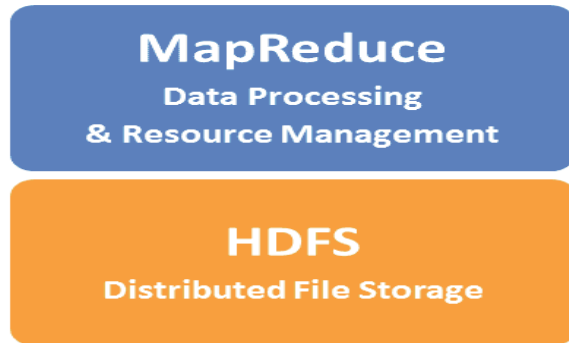 MapReduce
Data Processing
& Resource Management
HDFS
Distributed File Storage